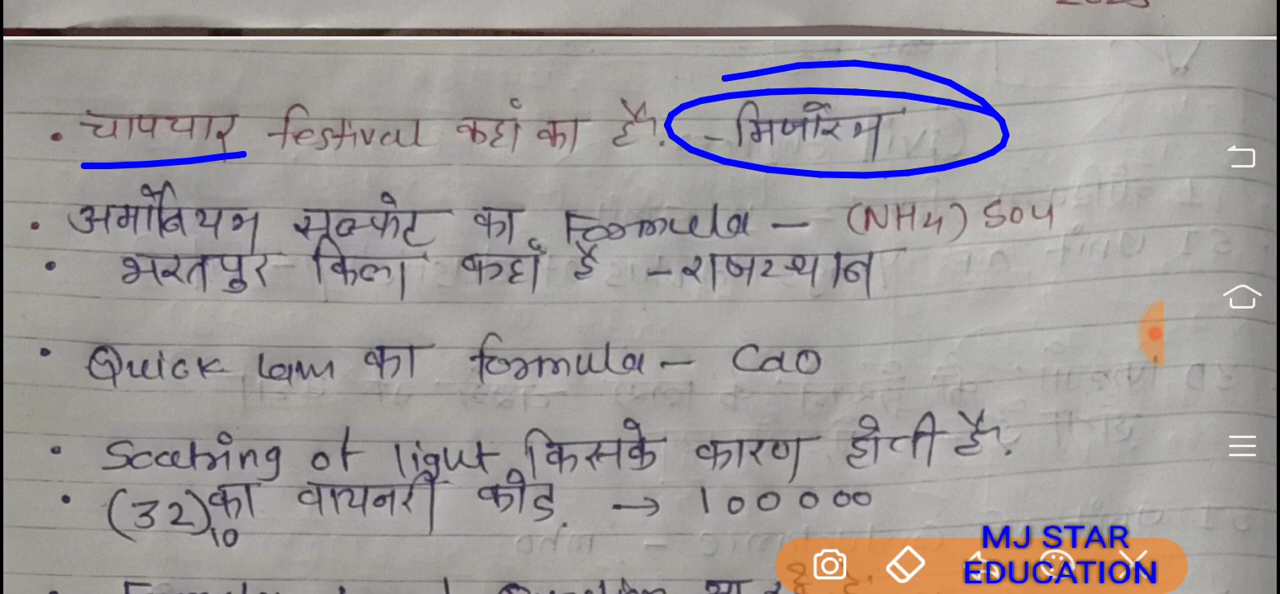 • चापचार festival कहां का है? - मिजोरम
• अमोनियम सल्फेट का Formula - (NH4) SO4
• भरतपुर किला कहाँ है - राजस्थान
• Quick lam का formula - CaO
• Scatring of light किसके कारण होती है?
• (32)10 का वायनरी कोड → 100000
MJ STAR
EDUCATION